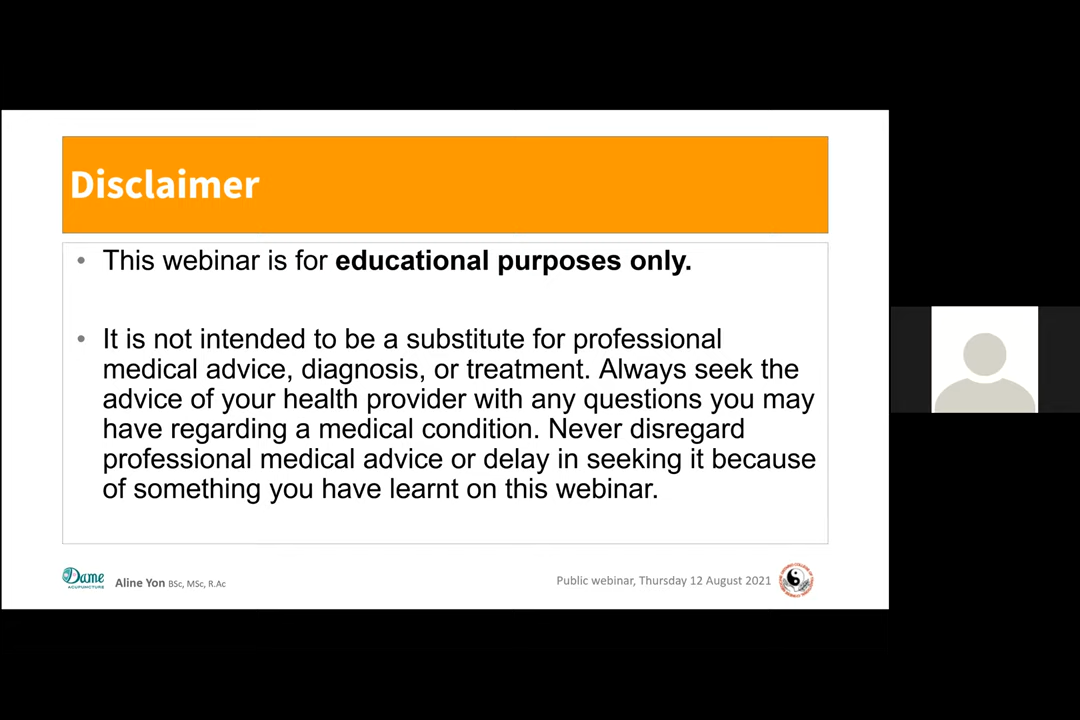 Disclaimer
• This webinar is for educational purposes only.
• It is not intended to be a substitute for professional
medical advice, diagnosis, or treatment. Always seek the
advice of your health provider with any questions you may
have regarding a medical condition. Never disregard
professional medical advice or delay in seeking it because
of something you have learnt on this webinar.
Dame
ACUPUNCTURE
Aline Yon BSc, MSc, R.Ac
Public webinar, Thursday 12 August 2021